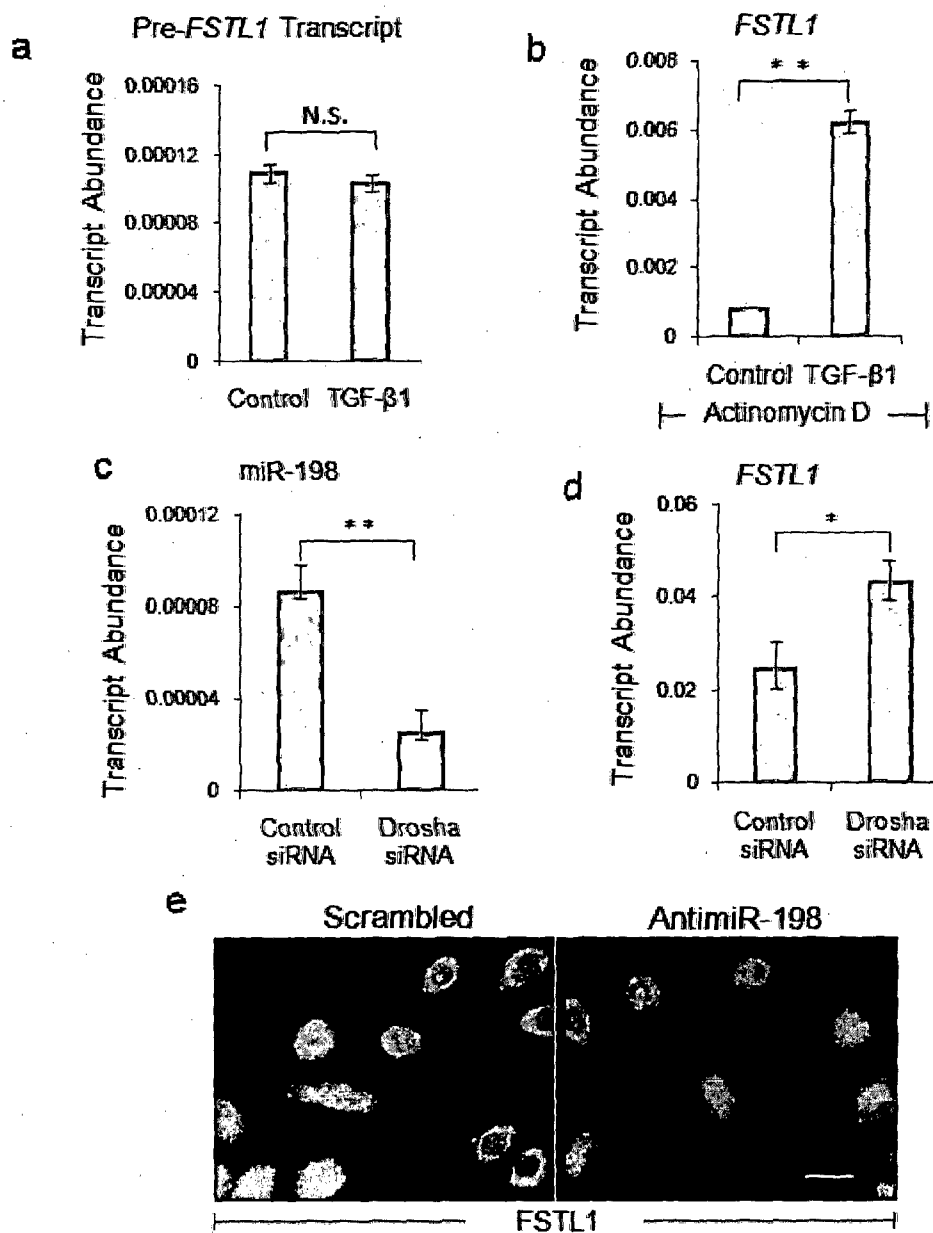 a
Pre-FSTL1 Transcript
Transcript Abundance
0.00016
0.00012
0.00008
0.00004
0
N.S.
Control TGF-β1
b
FSTL1
Transcript Abundance
0.008
0.006
0.004
0.002
0
* *
Control TGF-β1
Actinomycin D
c
miR-198
Transcript Abundance
0.00012
0.00008
0.00004
0
* *
Control siRNA
Drosha siRNA
d
FSTL1
Transcript Abundance
0.06
0.04
0.02
0
*
Control siRNA
Drosha siRNA
e
Scrambled
AntimiR-198
FSTL1